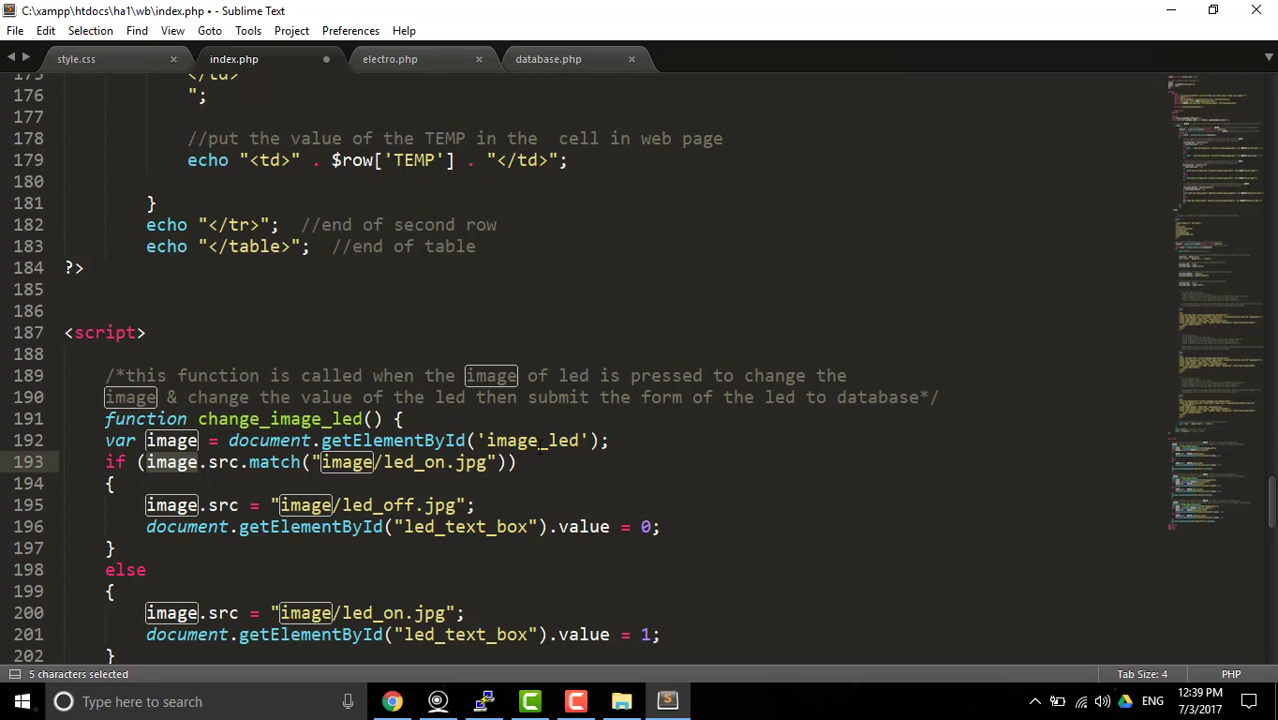 C:\xampp\htdocs\ha1\wb\index.php • - Sublime Text
File Edit Selection Find View Goto Tools Project Preferences Help
style.css index.php electro.php database.php
175 </td>
176 ";
177
178 //put the value of the TEMP in the  cell in web page
179 echo "<td>" . $row['TEMP'] . "</td>";
180
181 }
182 echo "</tr>";  //end of second row
183 echo "</table>";  //end of table
184 ?>
185
186
187 <script>
188
189 /*this function is called when the image of led is pressed to change the
190 image & change the value of the led then submit the form of the led to database*/
191 function change_image_led() {
192 var image = document.getElementById('image_led');
193 if (image.src.match("image/led_on.jpg"))
194 {
195 image.src = "image/led_off.jpg";
196 document.getElementById("led_text_box").value = 0;
197 }
198 else
199 {
200 image.src = "image/led_on.jpg";
201 document.getElementById("led_text_box").value = 1;
202 }
5 characters selected Tab Size: 4 PHP
Type here to search ENG 12:39 PM
7/3/2017